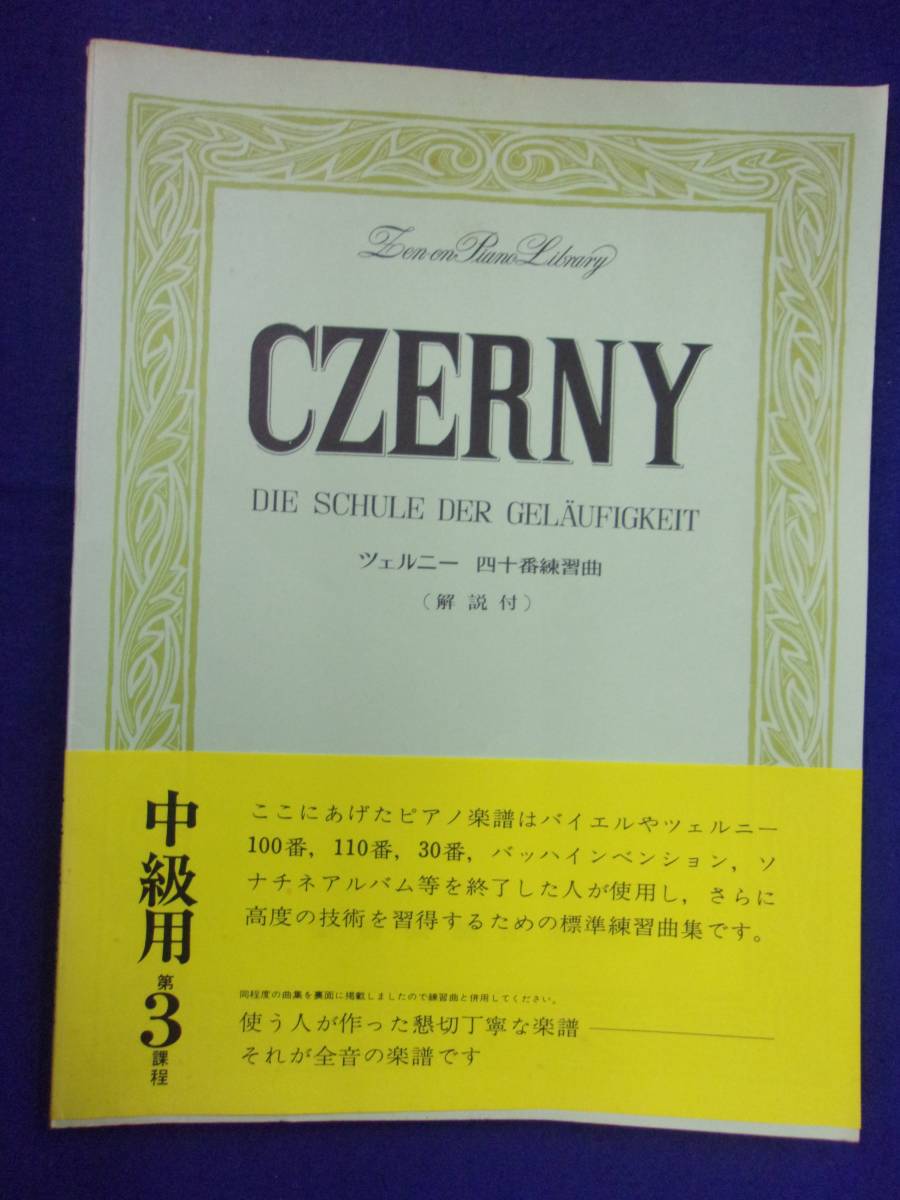 Zen-on Piano Library
CZERNY
DIE SCHULE DER GELÄUFIGKEIT
ツェルニー 四十番練習曲
(解説付)
中級用
第3課程
ここにあげたピアノ楽譜はバイエルやツェルニー
100番, 110番, 30番, バッハインベンション, ソ
ナチネアルバム等を終了した人が使用し, さらに
高度の技術を習得するための標準練習曲集です。
同程度の曲集を裏面に掲載しましたので練習曲と併用してください。
使う人が作った懇切丁寧な楽譜
それが全音の楽譜です